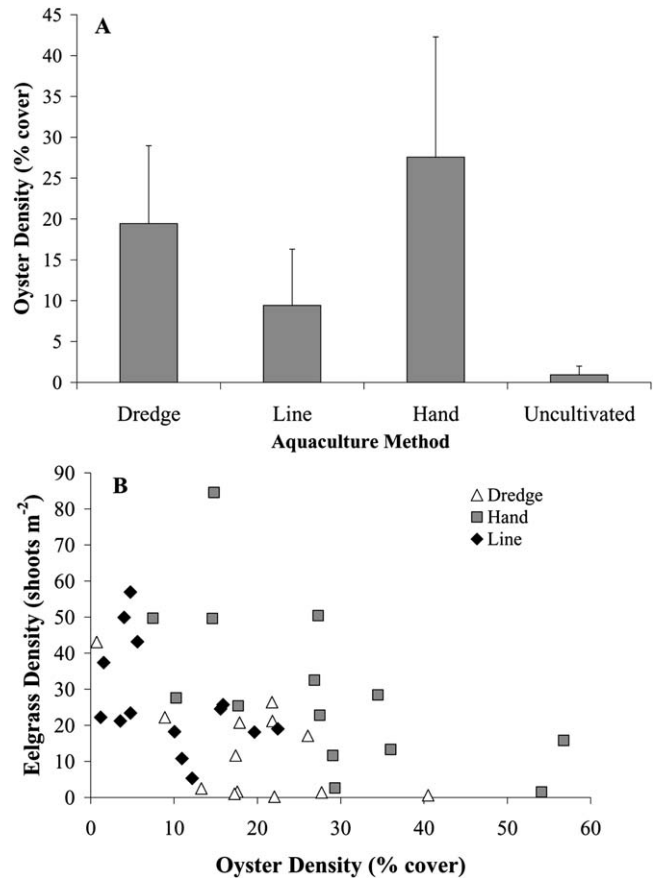 A
Oyster Density (% cover)
45
40
35
30
25
20
15
10
5
0
Dredge Line Hand Uncultivated
Aquaculture Method
B
Eelgrass Density (shoots m⁻²)
90
80
70
60
50
40
30
20
10
0
Dredge
Hand
Line
0 10 20 30 40 50 60
Oyster Density (% cover)